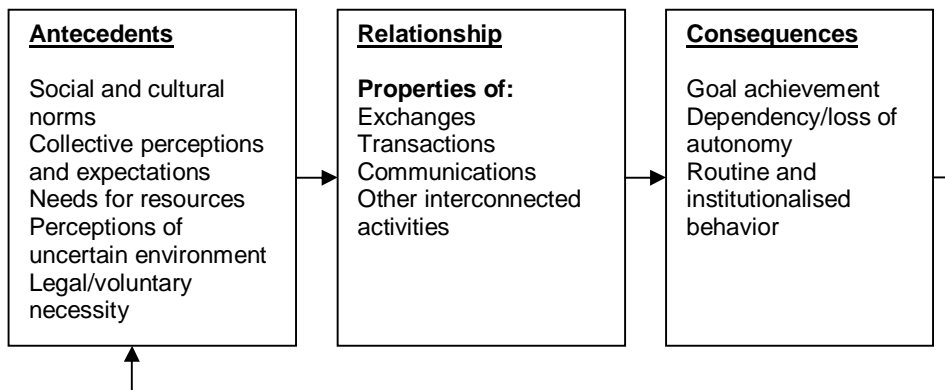 Antecedents
Social and cultural
norms
Collective perceptions
and expectations
Needs for resources
Perceptions of
uncertain environment
Legal/voluntary
necessity
Relationship
Properties of:
Exchanges
Transactions
Communications
Other interconnected
activities
Consequences
Goal achievement
Dependency/loss of
autonomy
Routine and
institutionalised
behavior